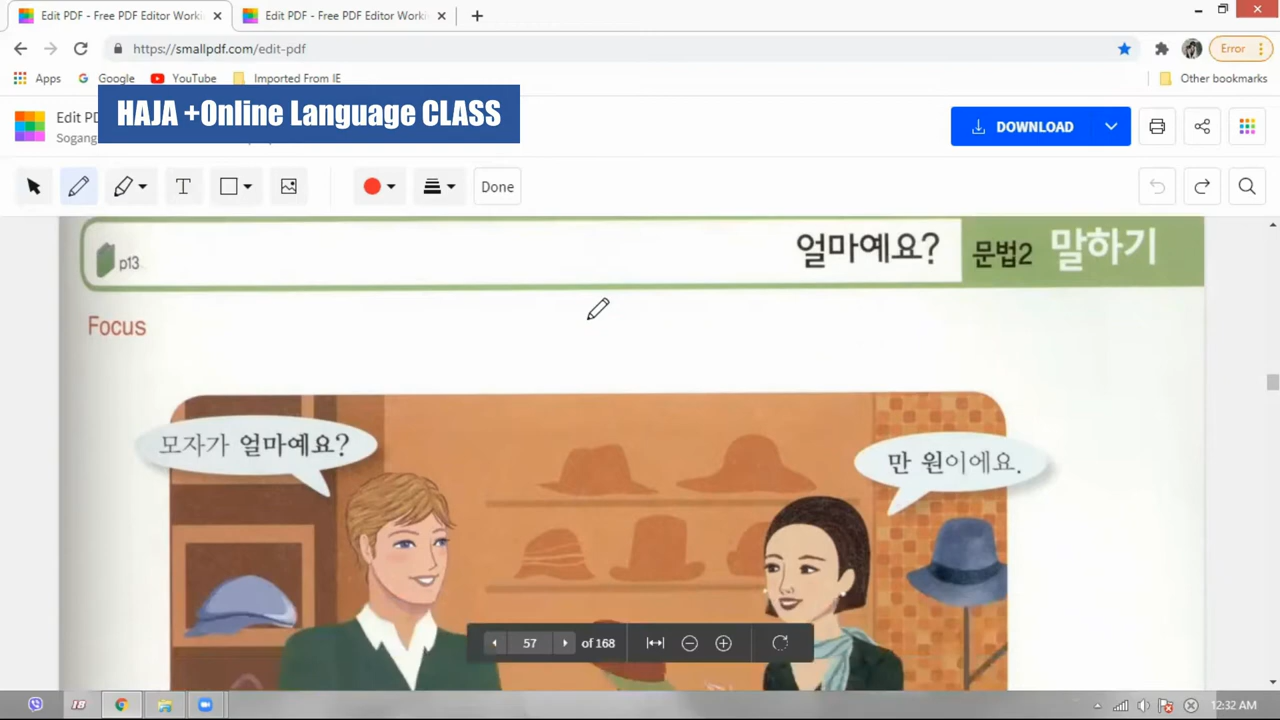 Edit PDF - Free PDF Editor Worki
Edit PDF - Free PDF Editor Worki
https://smallpdf.com/edit-pdf
Error
Apps
Google
YouTube
Imported From IE
Other bookmarks
HAJA +Online Language CLASS
Edit PD
Sogang
DOWNLOAD
T
Done
p13
얼마예요?
문법2
말하기
Focus
모자가 얼마예요?
만 원이에요.
57
of 168
18
12:32 AM